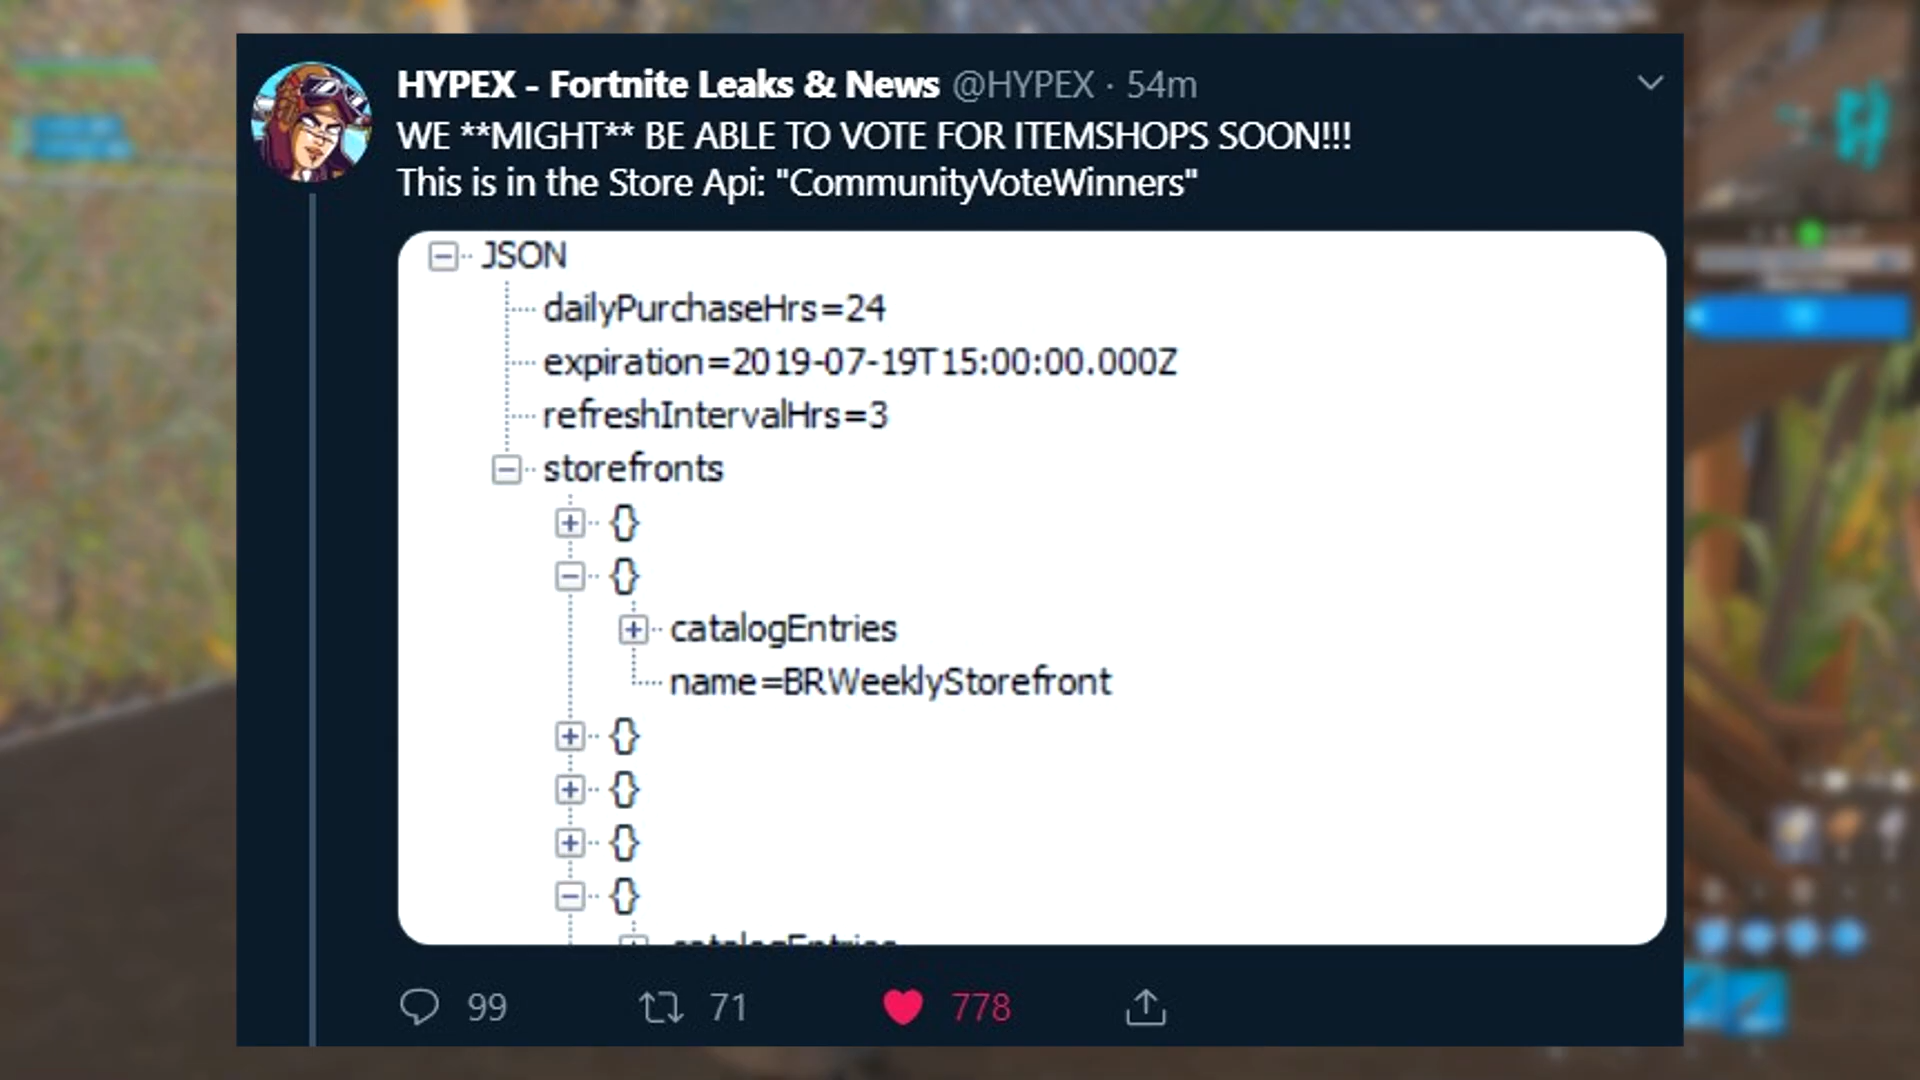 HYPEX - Fortnite Leaks & News @HYPEX · 54m
WE **MIGHT** BE ABLE TO VOTE FOR ITEMSHOPS SOON!!!
This is in the Store Api: "CommunityVoteWinners"
JSON
dailyPurchaseHrs=24
expiration=2019-07-19T15:00:00.000Z
refreshIntervalHrs=3
storefronts
{}
{}
catalogEntries
name=BRWeeklyStorefront
{}
{}
{}
{}
catalogEntries
99 71 778